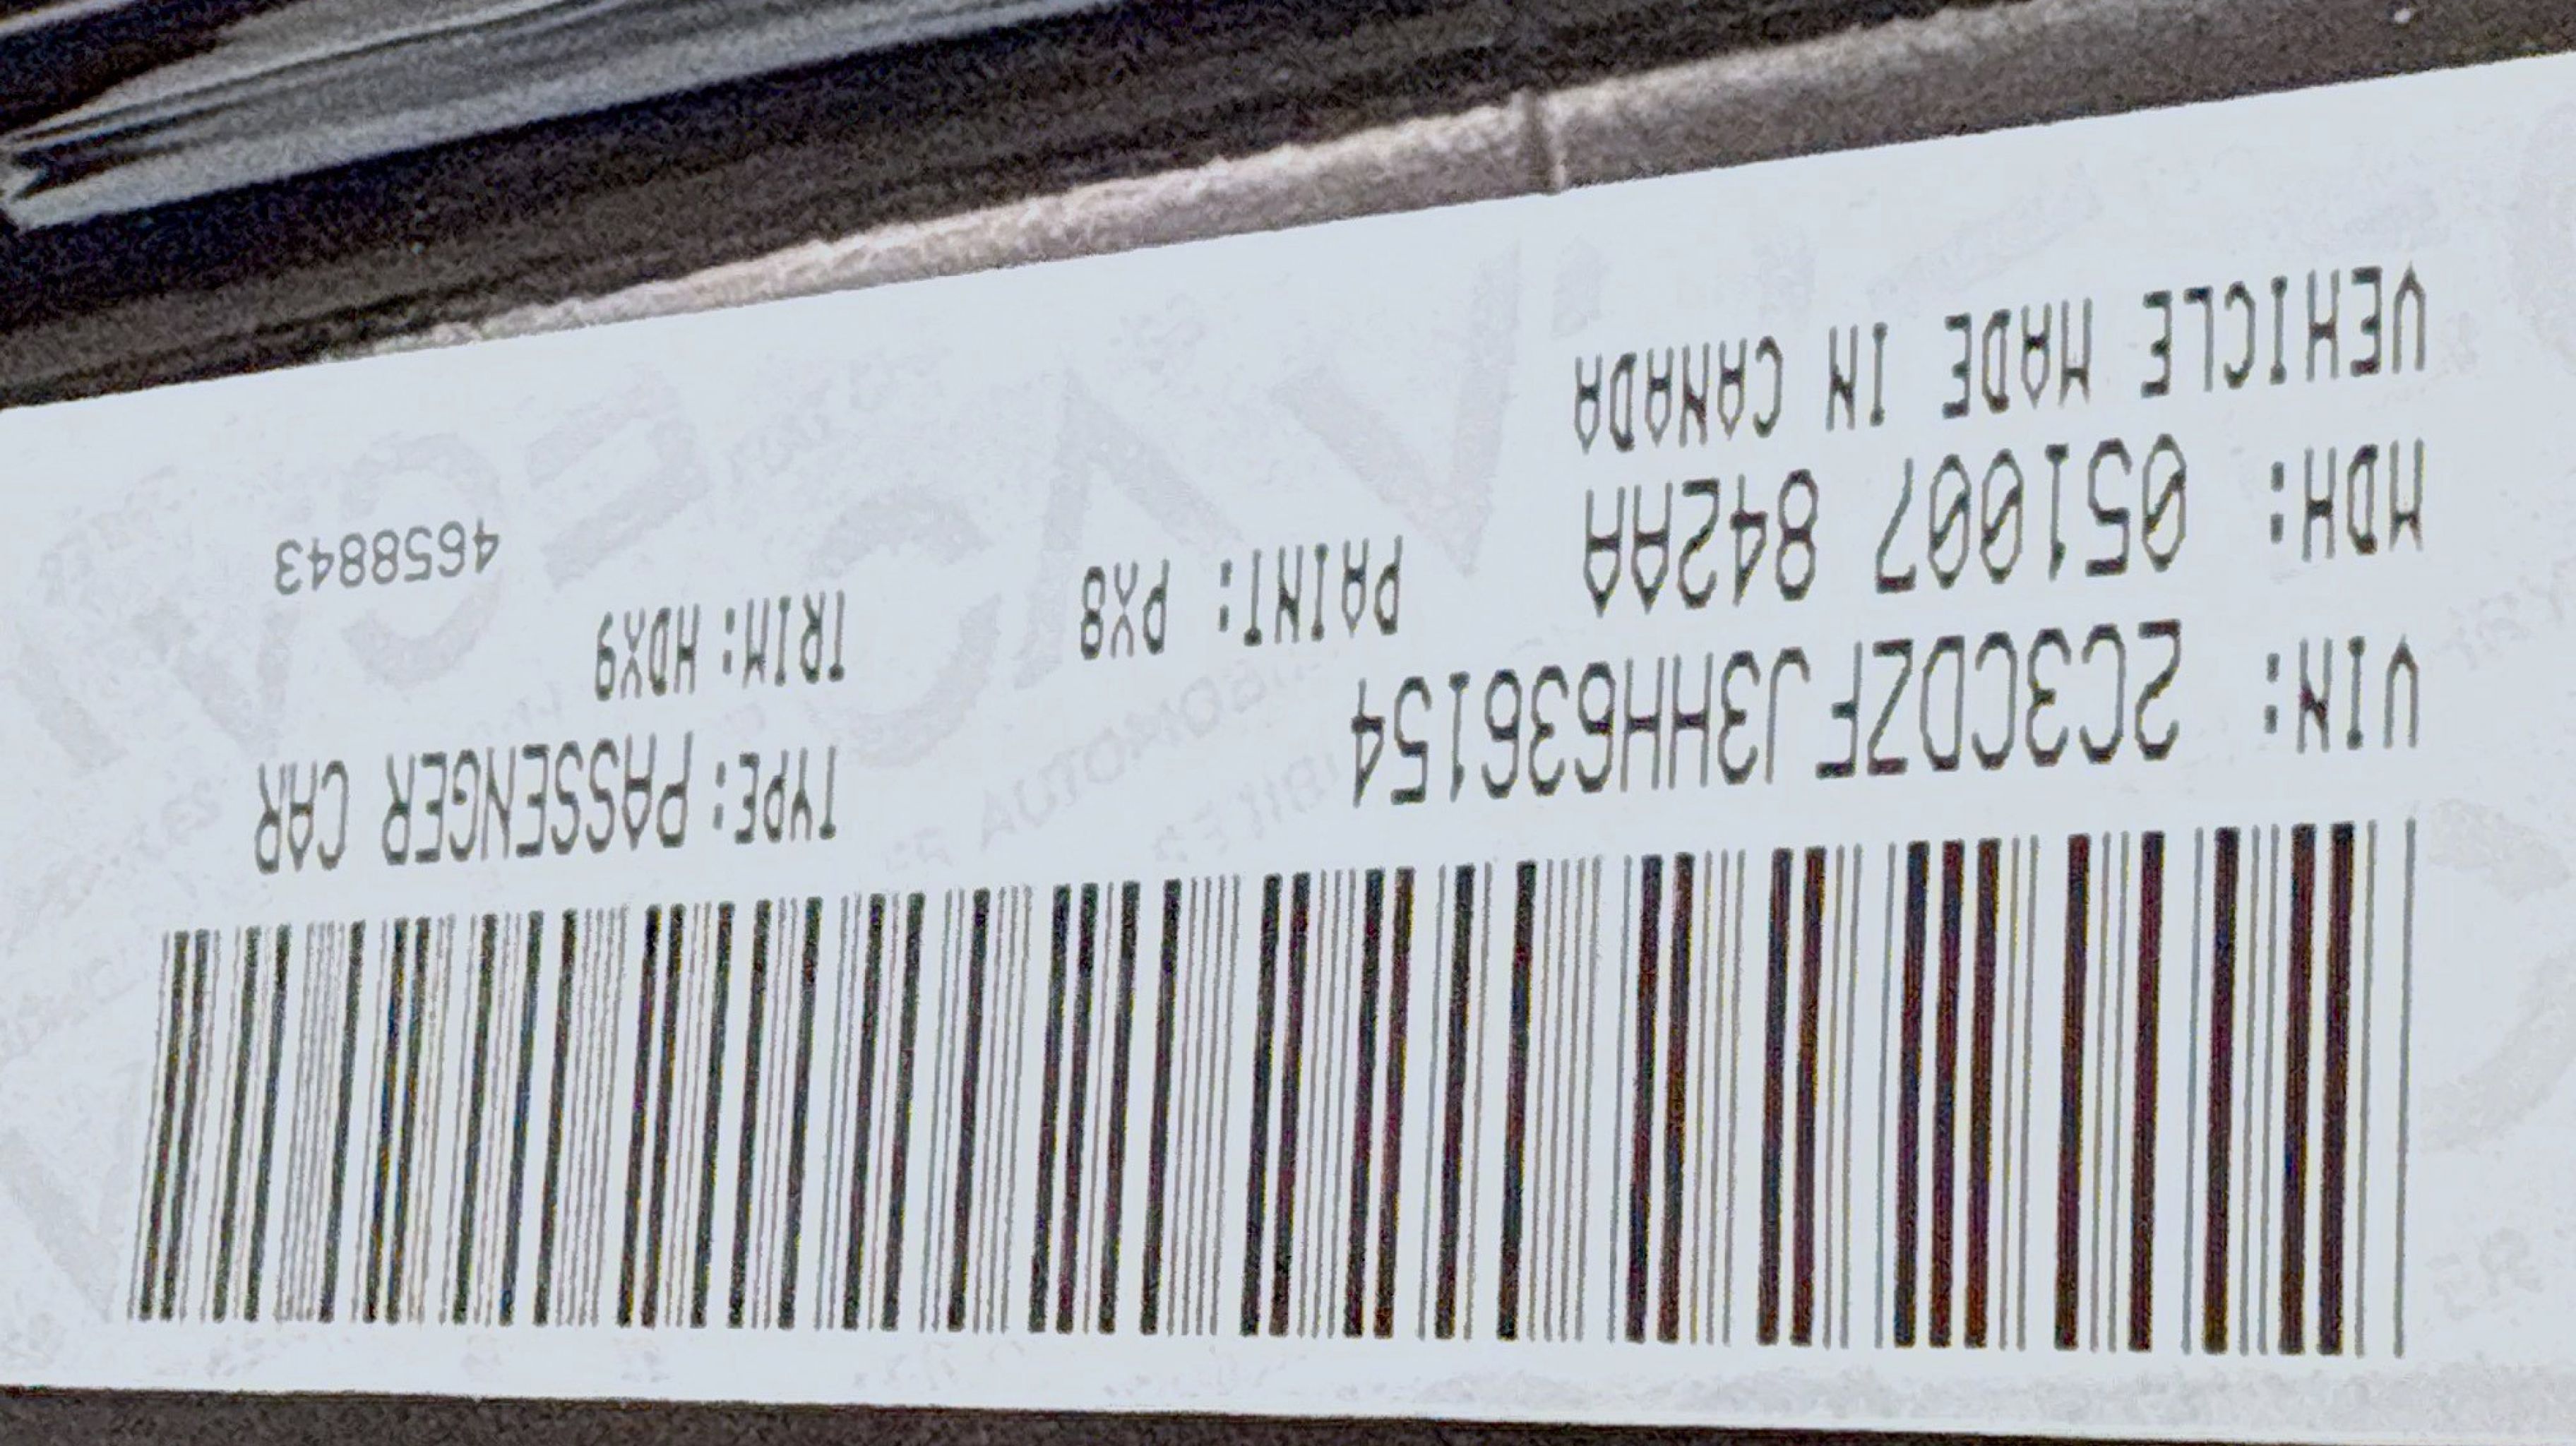 VIN: 2C3CDZFJ3HH636154 TYPE: PASSENGER CAR
MDH: 051007 842AA PAINT: PX8 TRIM: HDX9
VEHICLE MADE IN CANADA 4658843